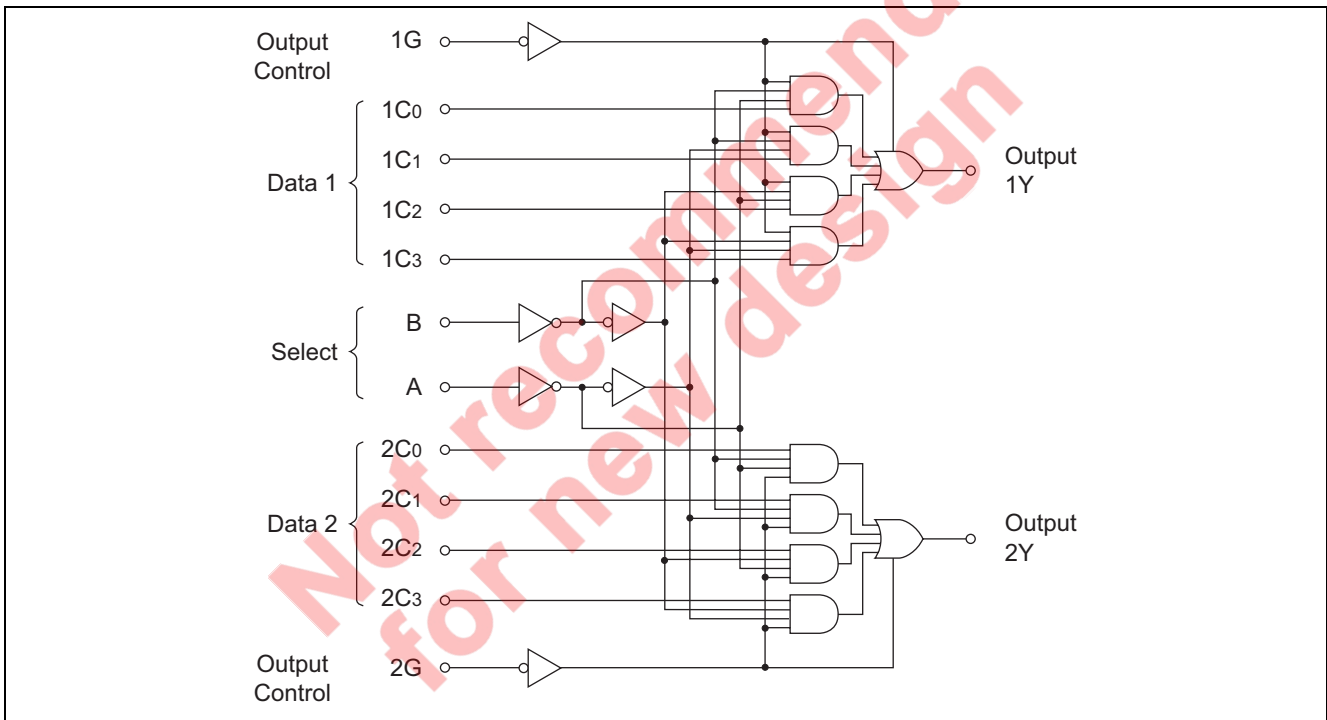 Output
Control
1G
1C0
1C1
Data 1
1C2
1C3
Output
1Y
B
Select
A
2C0
2C1
Data 2
2C2
2C3
Output
2Y
Output
Control
2G
Not recommend
for new design